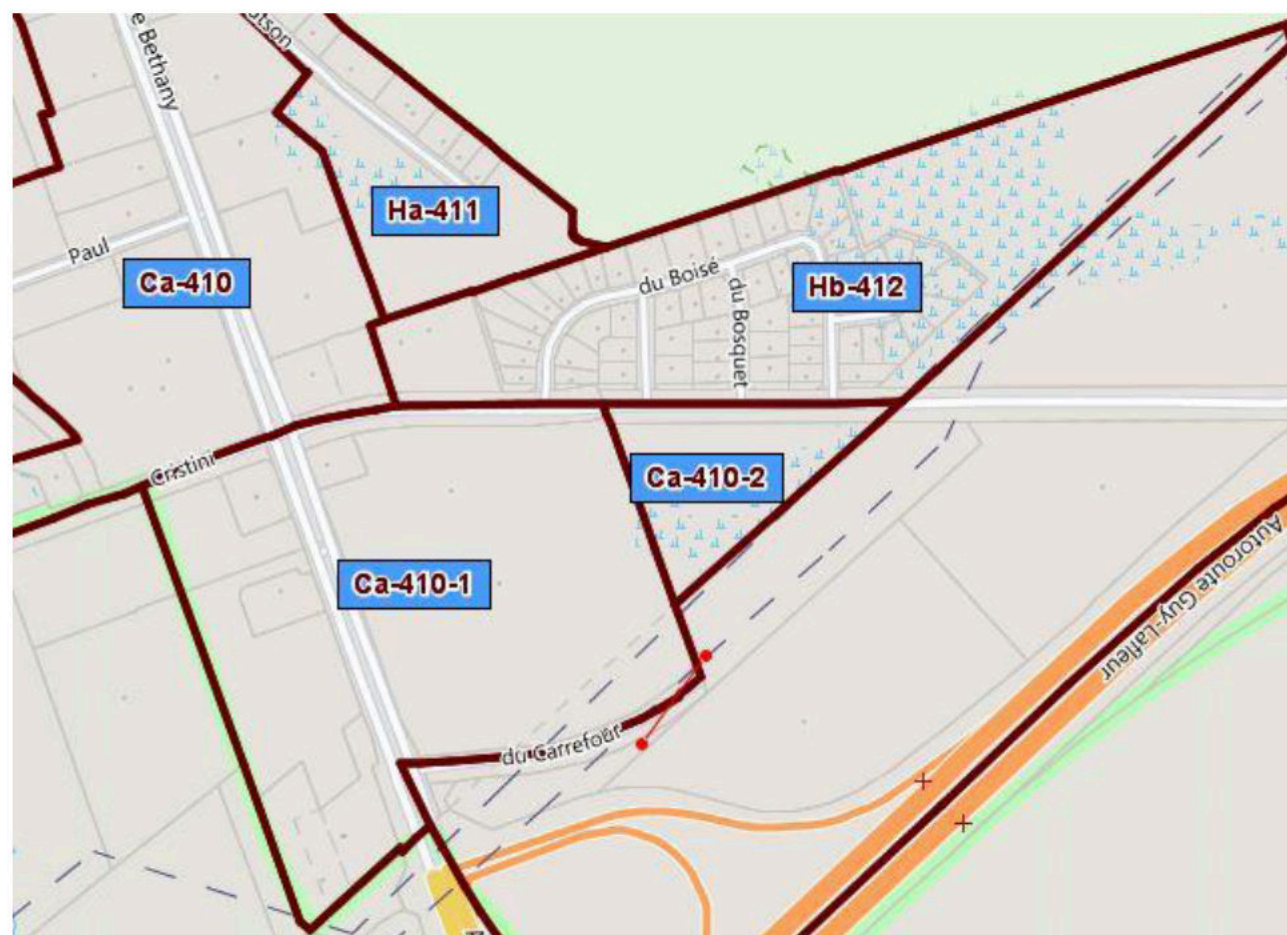 e Bethany
Ha-411
Paul
Ca-410
du Boisé
Hb-412
du Bosquet
Cristini
Ca-410-2
Ca-410-1
Autoroute Guy-Lafleur
du Carrefour